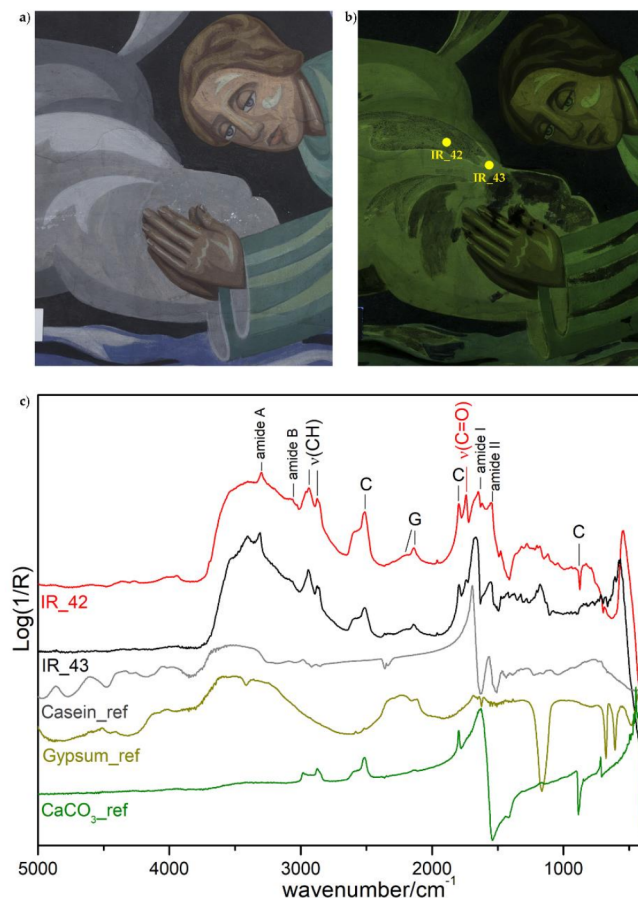 a)
b)
IR_42
IR_43
c)
amide A
amide B
ν(CH)
C
G
C
ν(C=O)
amide I
amide II
C
Log(1/R)
IR_42
IR_43
Casein_ref
Gypsum_ref
CaCO₃_ref
5000 4000 3000 2000 1000
wavenumber/cm⁻¹